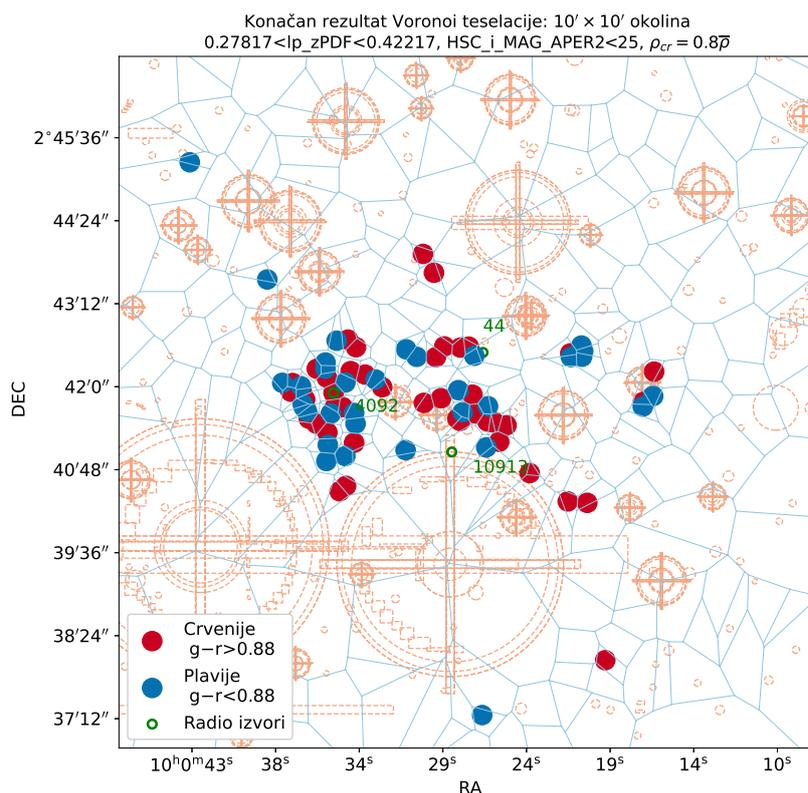 Konačan rezultat Voronoi teselacije: 10′ × 10′ okolina
0.27817<lp_zPDF<0.42217, HSC_i_MAG_APER2<25, ρ_cr = 0.8ρ̅
DEC
2°45′36″
44′24″
43′12″
42′0″
40′48″
39′36″
38′24″
37′12″
44
4092
10913
Crvenije
g−r>0.88
Plavije
g−r<0.88
Radio izvori
10ʰ0ᵐ43ˢ 38ˢ 34ˢ 29ˢ 24ˢ 19ˢ 14ˢ 10ˢ
RA